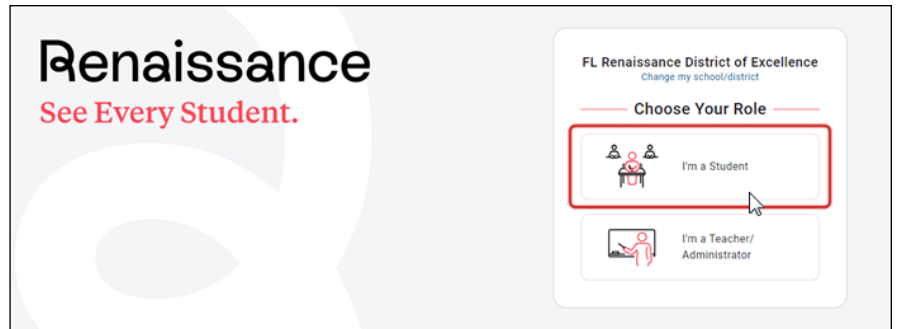 Renaissance
See Every Student.
FL Renaissance District of Excellence
Change my school/district
Choose Your Role
I'm a Student
I'm a Teacher/
Administrator